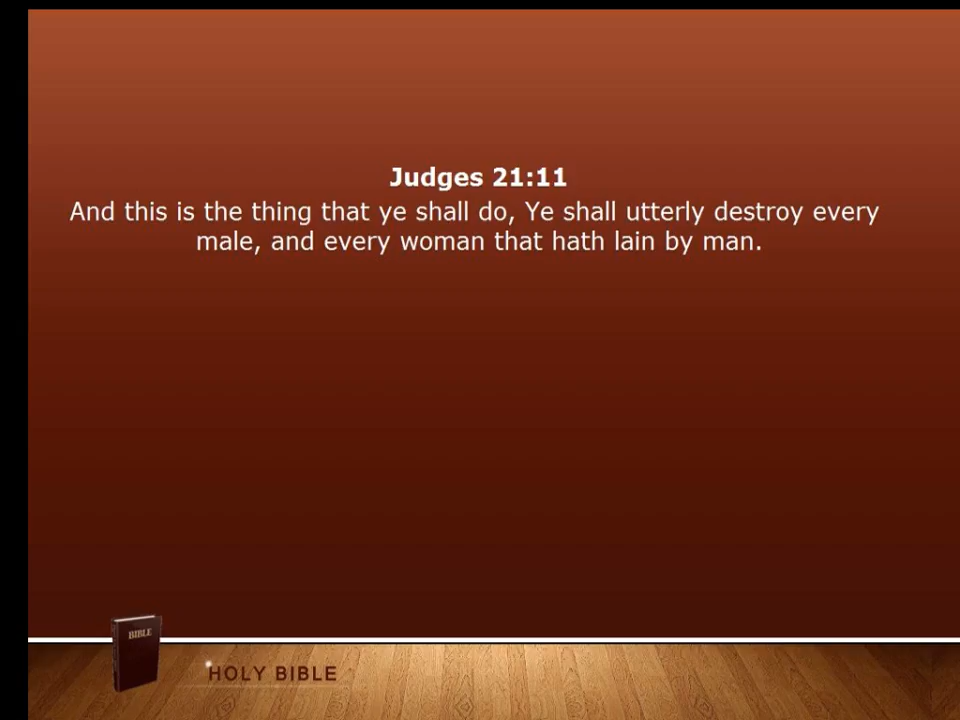 Judges 21:11
And this is the thing that ye shall do, Ye shall utterly destroy every
male, and every woman that hath lain by man.
BIBLE
HOLY BIBLE